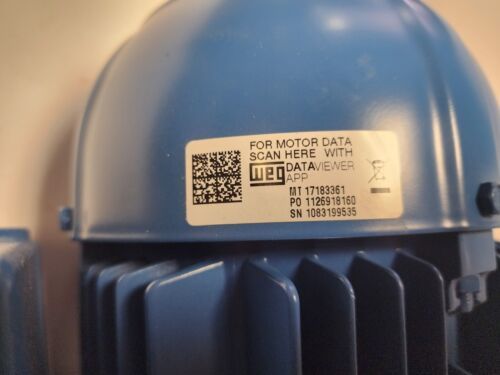 FOR MOTOR DATA
SCAN HERE WITH
WEG DATAVIEWER
APP
MT 17183361
PO 1126918160
SN 1083199535